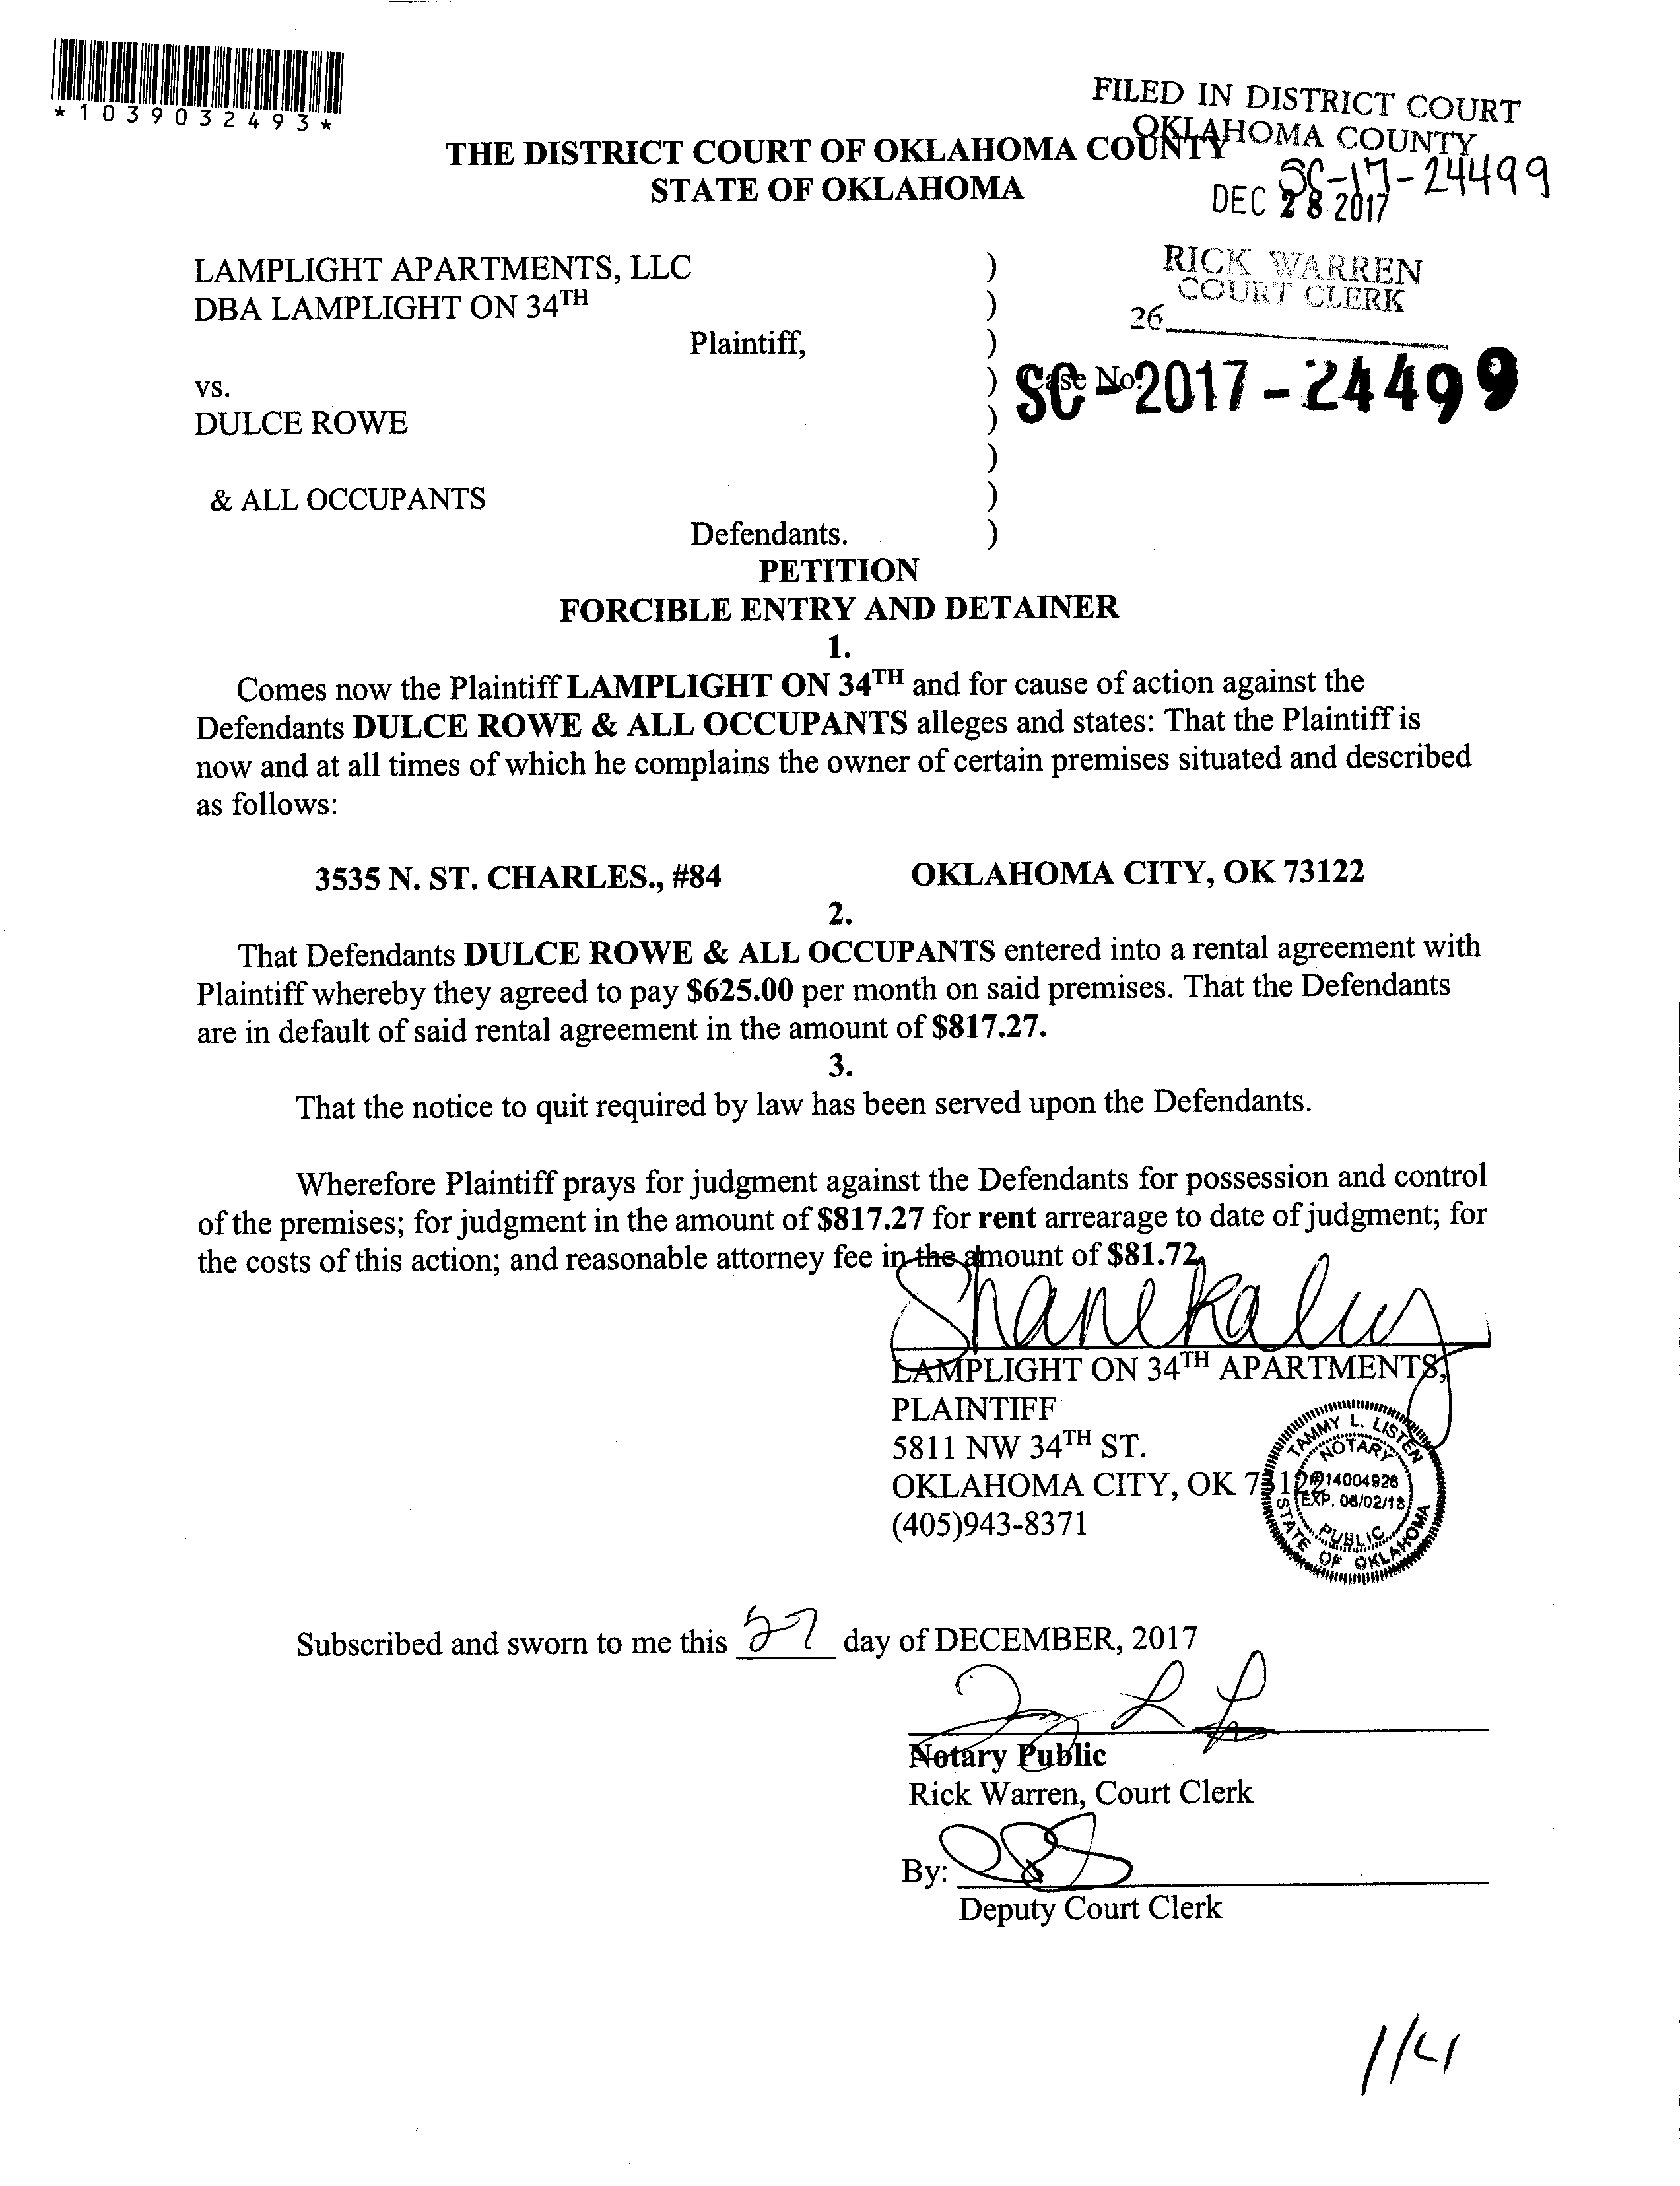 *1039032493*
FILED IN DISTRICT COURT
OKLAHOMA COUNTY
THE DISTRICT COURT OF OKLAHOMA COUNTY
STATE OF OKLAHOMA
SC-17-24499
DEC 28 2017
LAMPLIGHT APARTMENTS, LLC )
DBA LAMPLIGHT ON 34TH )
Plaintiff, )
RICK WARREN
COURT CLERK
26
vs. ) Case No.
SC-2017-24499
DULCE ROWE )
)
& ALL OCCUPANTS )
Defendants. )
PETITION
FORCIBLE ENTRY AND DETAINER
1.
Comes now the Plaintiff LAMPLIGHT ON 34TH and for cause of action against the
Defendants DULCE ROWE & ALL OCCUPANTS alleges and states: That the Plaintiff is
now and at all times of which he complains the owner of certain premises situated and described
as follows:
3535 N. ST. CHARLES., #84 OKLAHOMA CITY, OK 73122
2.
That Defendants DULCE ROWE & ALL OCCUPANTS entered into a rental agreement with
Plaintiff whereby they agreed to pay $625.00 per month on said premises. That the Defendants
are in default of said rental agreement in the amount of $817.27.
3.
That the notice to quit required by law has been served upon the Defendants.
Wherefore Plaintiff prays for judgment against the Defendants for possession and control
of the premises; for judgment in the amount of $817.27 for rent arrearage to date of judgment; for
the costs of this action; and reasonable attorney fee in the amount of $81.72.
LAMPLIGHT ON 34TH APARTMENTS,
PLAINTIFF
5811 NW 34TH ST.
OKLAHOMA CITY, OK 73122
(405)943-8371
TAMMY L. LISTEN
NOTARY
#14004926
EXP. 06/02/18
PUBLIC
STATE OF OKLAHOMA
Subscribed and sworn to me this 27 day of DECEMBER, 2017
Notary Public
Rick Warren, Court Clerk
By:
Deputy Court Clerk